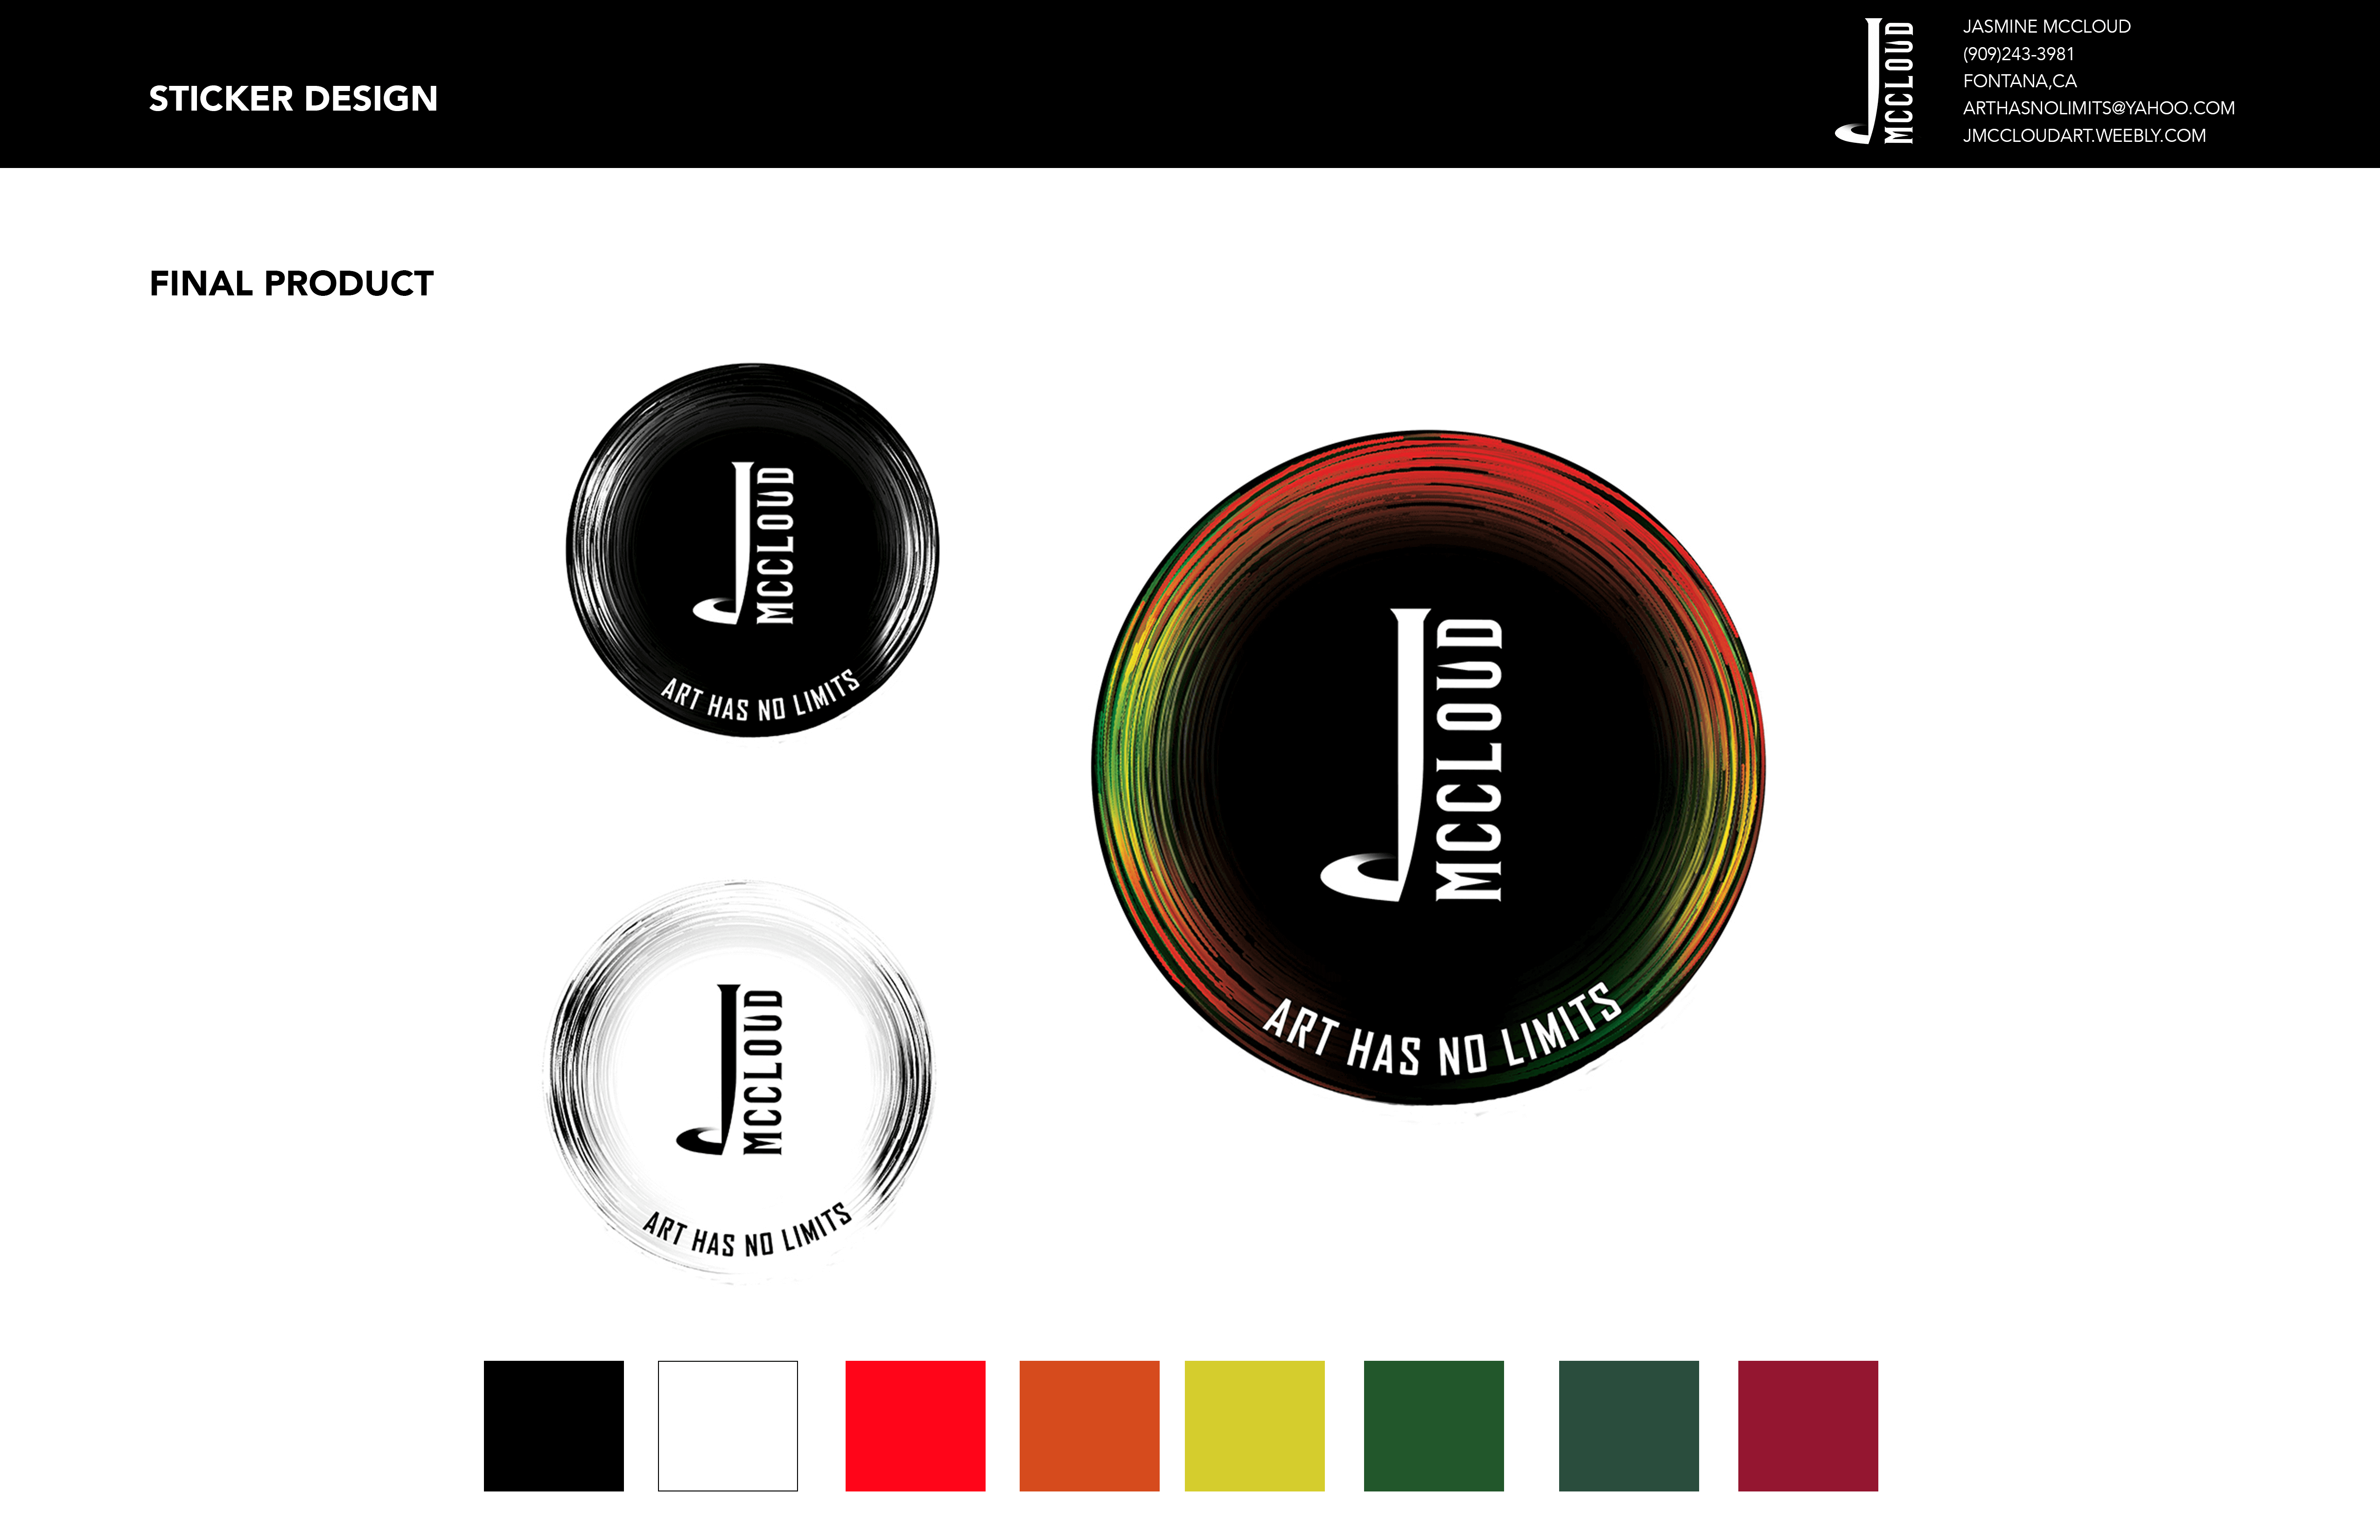 STICKER DESIGN
J MCCLOUD
JASMINE MCCLOUD
(909)243-3981
FONTANA,CA
ARTHASNOLIMITS@YAHOO.COM
JMCCLOUDART.WEEBLY.COM
FINAL PRODUCT
J MCCLOUD
ART HAS NO LIMITS
J MCCLOUD
ART HAS NO LIMITS
J MCCLOUD
ART HAS NO LIMITS